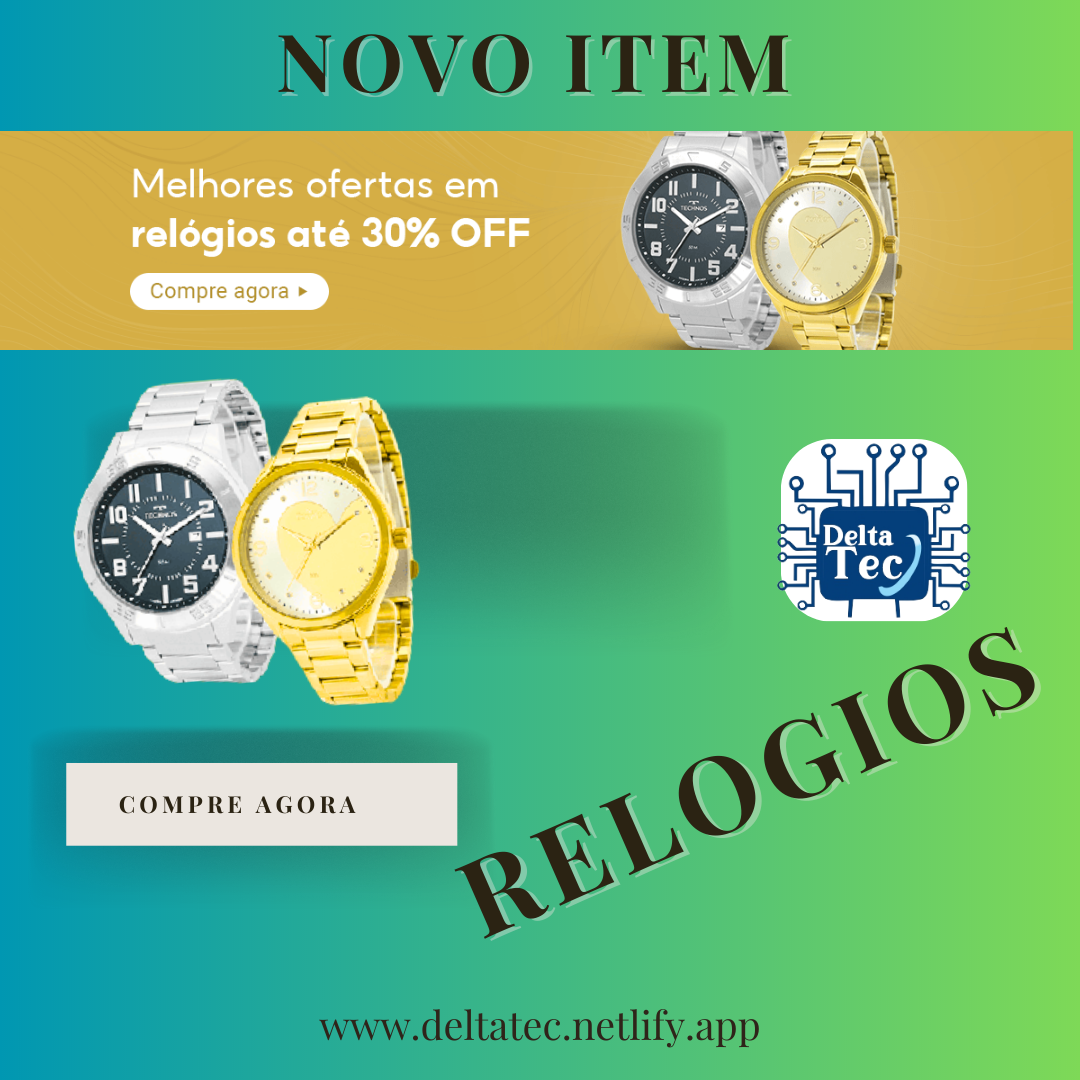 NOVO ITEM
Melhores ofertas em
relógios até 30% OFF
Compre agora
TECHNOS
TECHNOS
Delta
Tec
RELOGIOS
COMPRE AGORA
www.deltatec.netlify.app